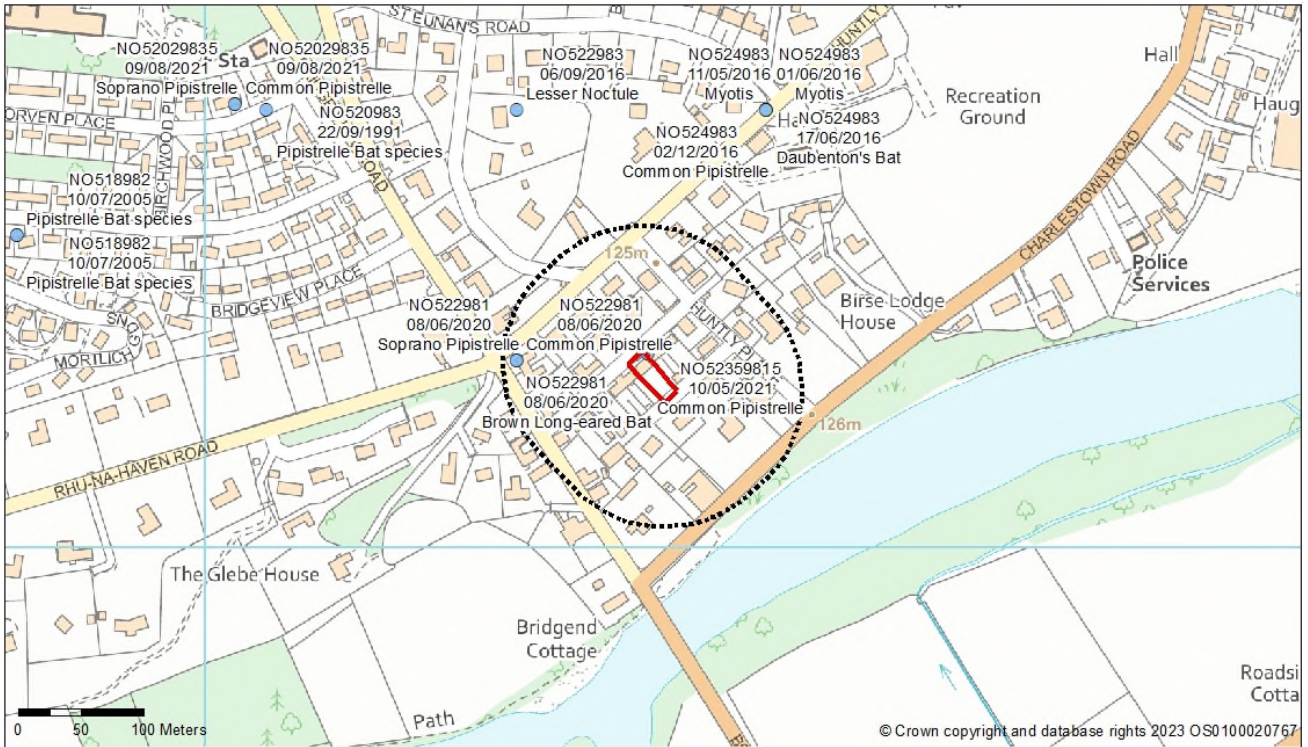 ST EUNAN'S ROAD
HUNTLY R
NO52029835
09/08/2021
Soprano Pipistrelle
Sta
NO52029835
09/08/2021
Common Pipistrelle
NO522983
06/09/2016
Lesser Noctule
NO524983
11/05/2016
Myotis
NO524983
01/06/2016
Myotis
Hall
Recreation
Ground
Haug
ORVEN PLACE
BIRCHWOOD PL
NO520983
22/09/1991
Pipistrelle Bat species
ROAD
NO524983
02/12/2016
Common Pipistrelle
Ha
NO524983
17/06/2016
Daubenton's Bat
NO518982
10/07/2005
Pipistrelle Bat species
NO518982
10/07/2005
Pipistrelle Bat species
CHARLESTOWN ROAD
125m
Police
Services
BRIDGEVIEW PLACE
MORTLICH
NO522981
08/06/2020
Soprano Pipistrelle
NO522981
08/06/2020
Common Pipistrelle
HUNTLY PL
Birse Lodge
House
NO522981
08/06/2020
Brown Long-eared Bat
NO52359815
10/05/2021
Common Pipistrelle
126m
RHU-NA-HAVEN ROAD
The Glebe House
Bridgend
Cottage
Roadsi
Cotta
Path
0 50 100 Meters
© Crown copyright and database rights 2023 OS0100020767